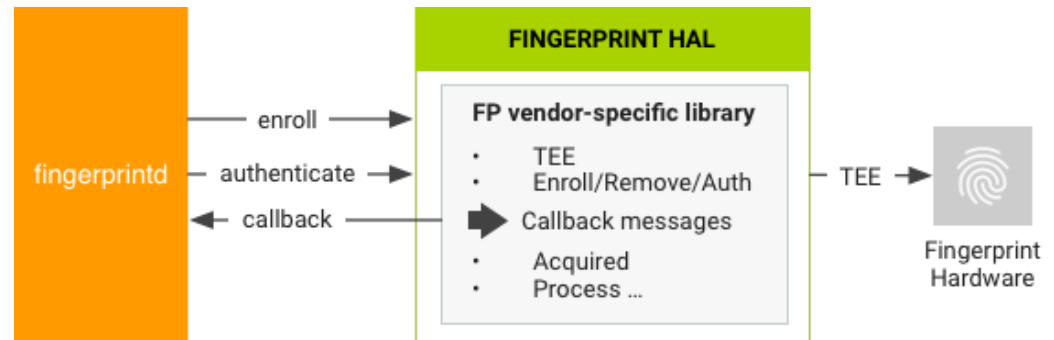 fingerprintd
enroll
authenticate
callback
FINGERPRINT HAL
FP vendor-specific library
• TEE
• Enroll/Remove/Auth
Callback messages
• Acquired
• Process ...
TEE
Fingerprint
Hardware